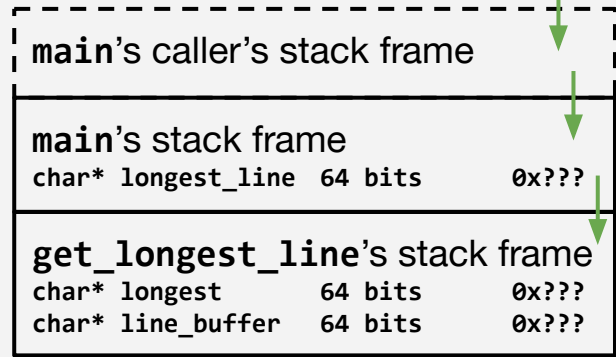 main's caller's stack frame
main's stack frame
char* longest_line 64 bits 0x???
get_longest_line's stack frame
char* longest 64 bits 0x???
char* line_buffer 64 bits 0x???